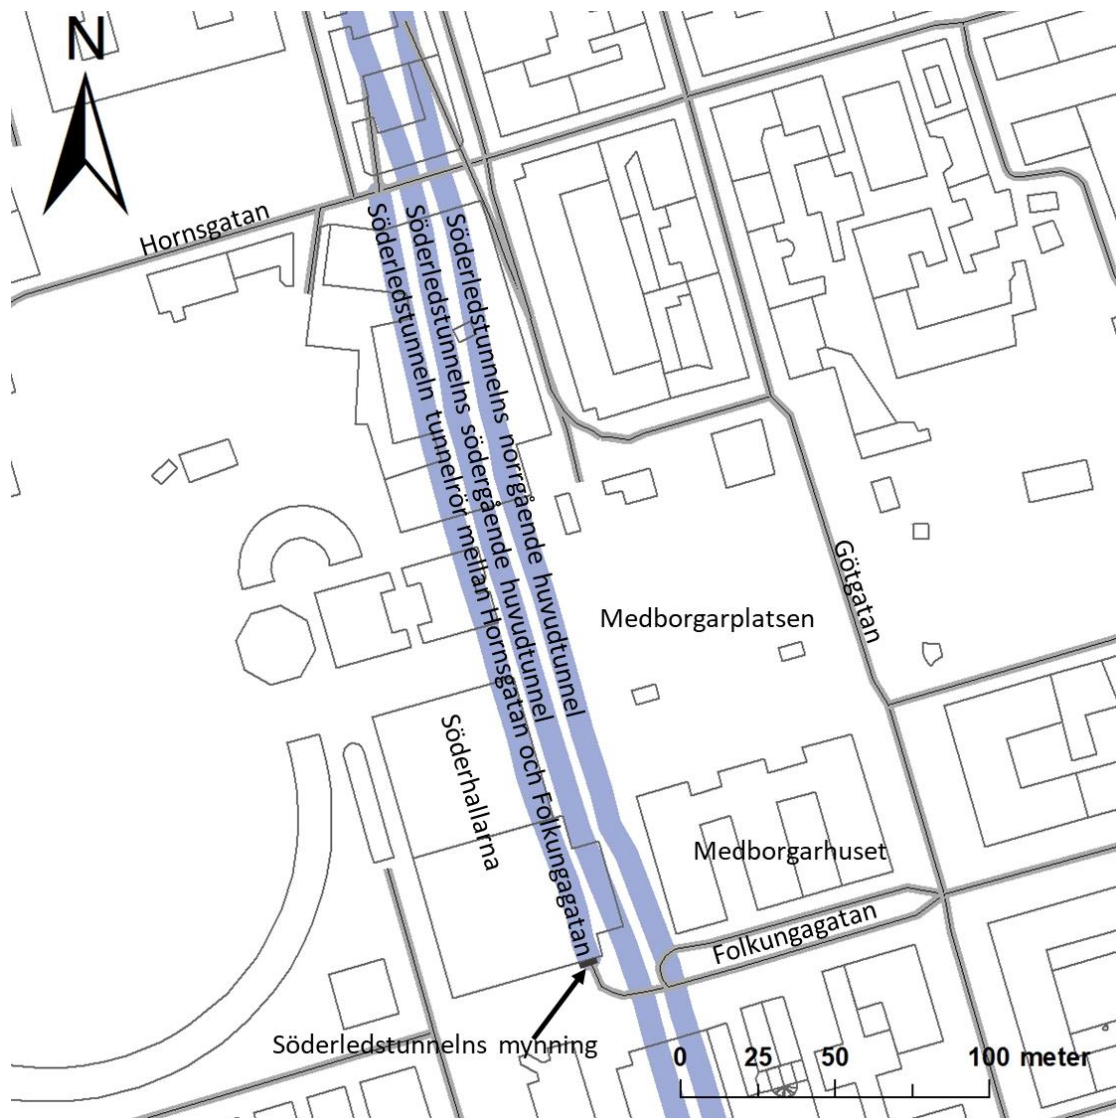 N
Hornsgatan
Söderledstunneln tunnelrör mellan Hornsgatan och Folkungagatan
Söderledstunnelns södergående huvudtunnel
Söderledstunnelns norrgående huvudtunnel
Götgatan
Medborgarplatsen
Söderhallarna
Medborgarhuset
Folkungagatan
Söderledstunnelns mynning
0 25 50 100 meter